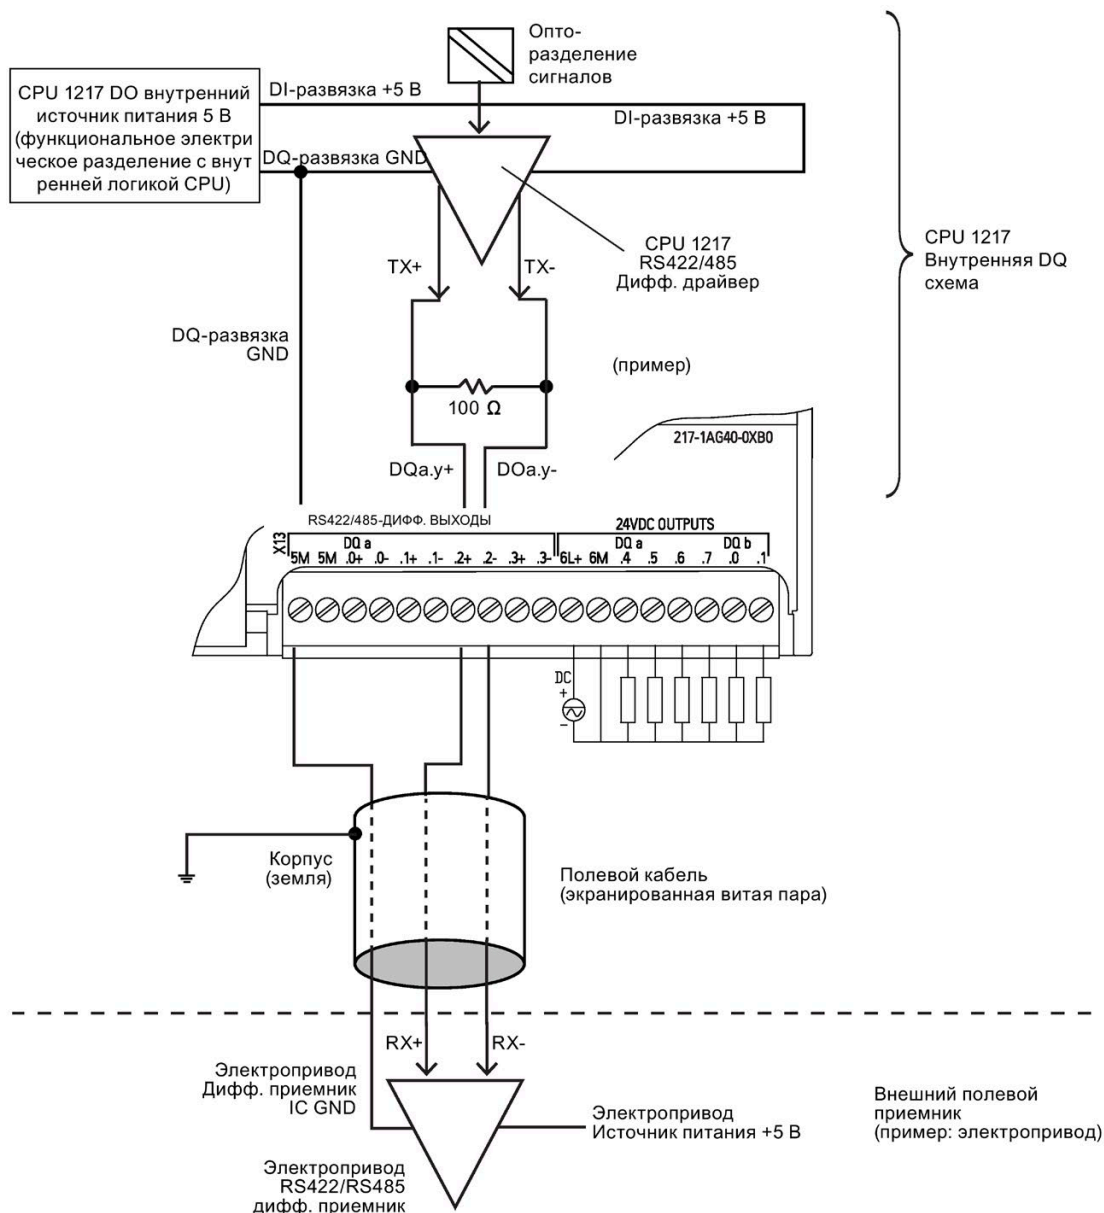 Опто-
разделение
сигналов
CPU 1217 DO внутренний
источник питания 5 В
(функциональное электри
ческое разделение с внут
ренней логикой CPU)
DI-развязка +5 В
DI-развязка +5 В
DQ-развязка GND
CPU 1217
RS422/485
Дифф. драйвер
CPU 1217
Внутренняя DQ
схема
TX+
TX-
DQ-развязка
GND
(пример)
100 Ω
217-1AG40-0XB0
DQa.y+
DOa.y-
RS422/485-ДИФФ. ВЫХОДЫ
24VDC OUTPUTS
X13
DQ a
DQ a
DQ b
5M 5M .0+ .0- .1+ .1- .2+ .2- .3+ .3- 6L+ 6M .4 .5 .6 .7 .0 .1
DC
+
–
Корпус
(земля)
Полевой кабель
(экранированная витая пара)
RX+
RX-
Электропривод
Дифф. приемник
IC GND
Электропривод
Источник питания +5 В
Внешний полевой
приемник
(пример: электропривод)
Электропривод
RS422/RS485
дифф. приемник